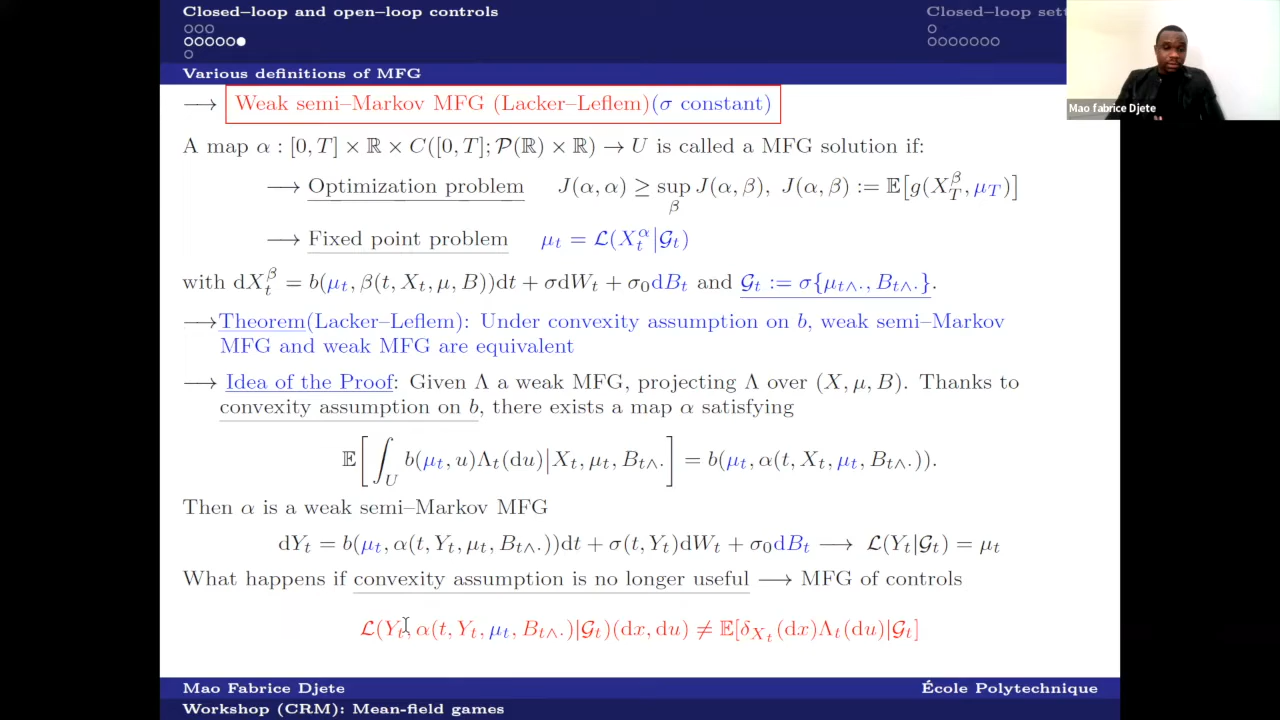 Closed–loop and open–loop controls
Closed–loop set
Various definitions of MFG
Mao fabrice Djete
⟶ Weak semi–Markov MFG (Lacker–Leflem)(σ constant)
A map α : [0, T] × ℝ × C([0, T]; 𝒫(ℝ) × ℝ) → U is called a MFG solution if:
⟶ Optimization problem J(α, α) ≥ sup_β J(α, β), J(α, β) := 𝔼[g(X_T^β, μ_T)]
⟶ Fixed point problem μ_t = ℒ(X_t^α|𝒢_t)
with dX_t^β = b(μ_t, β(t, X_t, μ, B))dt + σdW_t + σ_0dB_t and 𝒢_t := σ{μ_{t∧·}, B_{t∧·}}.
⟶Theorem(Lacker–Leflem): Under convexity assumption on b, weak semi–Markov
MFG and weak MFG are equivalent
⟶ Idea of the Proof: Given Λ a weak MFG, projecting Λ over (X, μ, B). Thanks to
convexity assumption on b, there exists a map α satisfying
𝔼[∫_U b(μ_t, u)Λ_t(du)|X_t, μ_t, B_{t∧·}] = b(μ_t, α(t, X_t, μ_t, B_{t∧·})).
Then α is a weak semi–Markov MFG
dY_t = b(μ_t, α(t, Y_t, μ_t, B_{t∧·}))dt + σ(t, Y_t)dW_t + σ_0dB_t ⟶ ℒ(Y_t|𝒢_t) = μ_t
What happens if convexity assumption is no longer useful ⟶ MFG of controls
ℒ(Y_t, α(t, Y_t, μ_t, B_{t∧·})|𝒢_t)(dx, du) ≠ 𝔼[δ_{X_t}(dx)Λ_t(du)|𝒢_t]
Mao Fabrice Djete
École Polytechnique
Workshop (CRM): Mean-field games